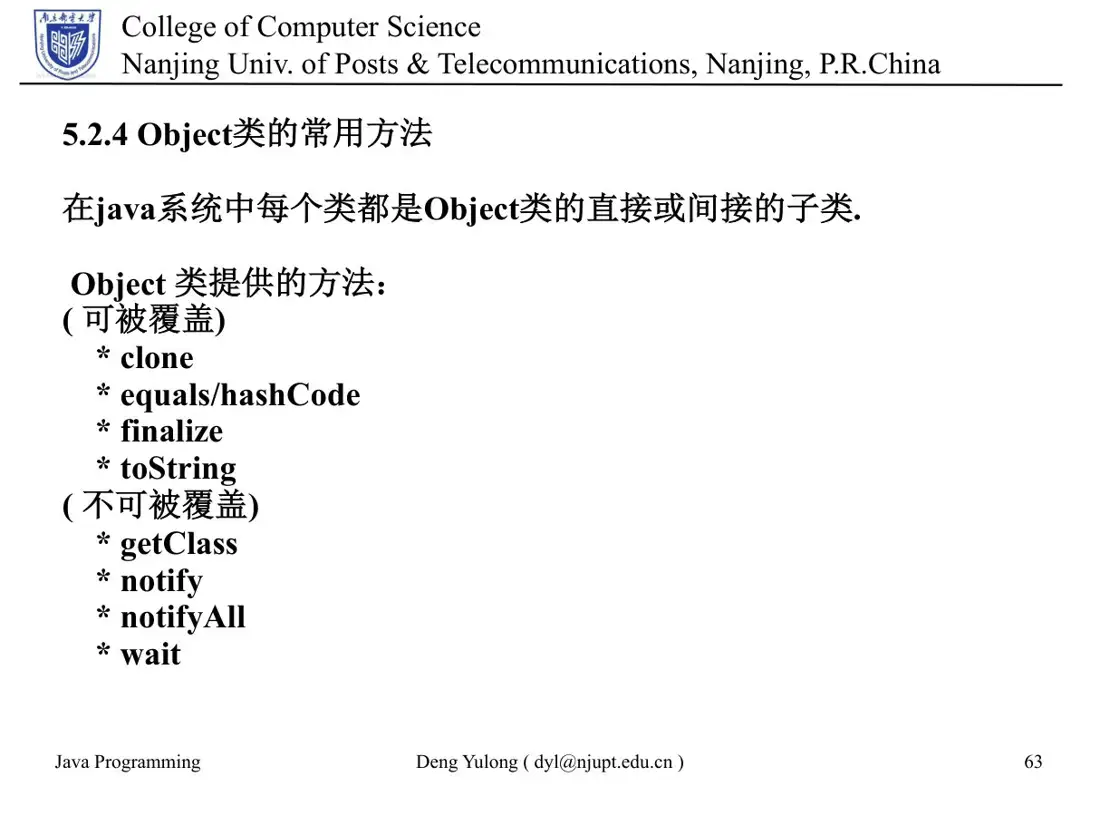 College of Computer Science
Nanjing Univ. of Posts & Telecommunications, Nanjing, P.R.China
5.2.4 Object类的常用方法
在java系统中每个类都是Object类的直接或间接的子类.
Object 类提供的方法：
( 可被覆盖)
* clone
* equals/hashCode
* finalize
* toString
( 不可被覆盖)
* getClass
* notify
* notifyAll
* wait
Java Programming
Deng Yulong ( dyl@njupt.edu.cn )
63